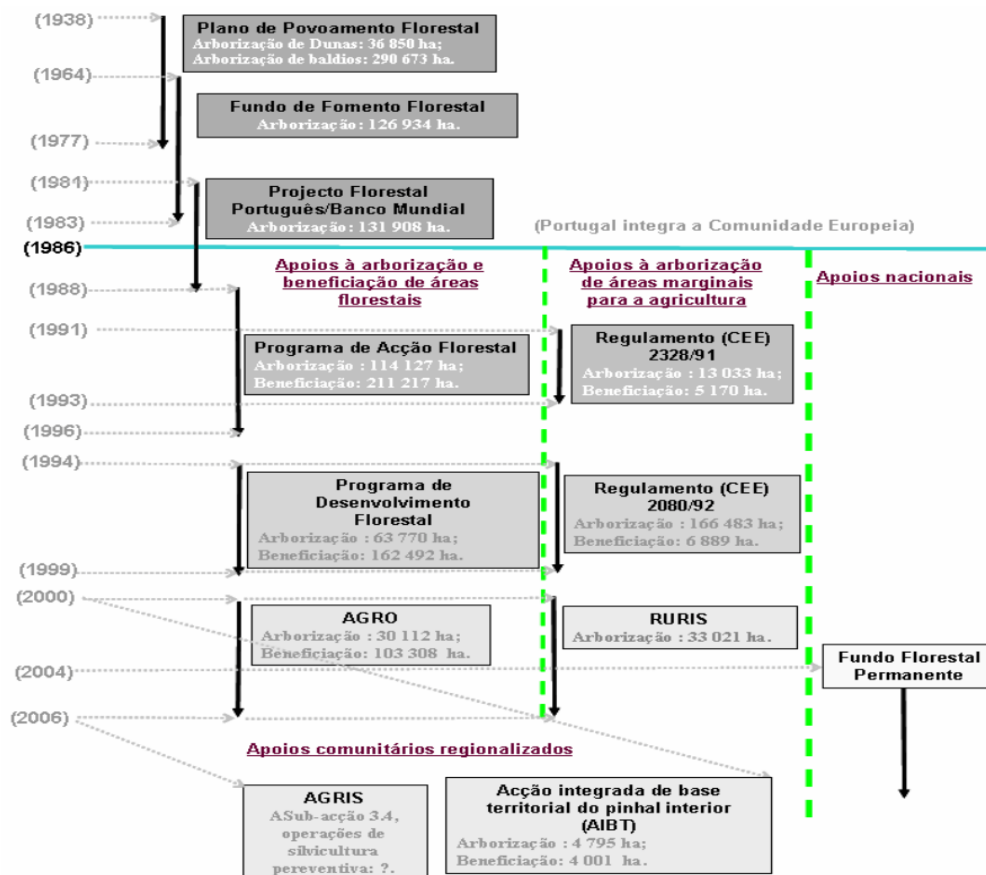 (1938)
Plano de Povoamento Florestal
Arborização de Dunas: 36 850 ha;
Arborização de baldios: 290 673 ha.
(1964)
Fundo de Fomento Florestal
Arborização: 126 934 ha.
(1977)
(1981)
Projecto Florestal
Português/Banco Mundial
Arborização: 131 908 ha.
(1983)
(Portugal integra a Comunidade Europeia)
(1986)
Apoios à arborização e
beneficiação de áreas
florestais
Apoios à arborização
de áreas marginais
para a agricultura
Apoios nacionais
(1988)
(1991)
Programa de Acção Florestal
Arborização : 114 127 ha;
Beneficiação: 211 217 ha.
Regulamento (CEE)
2328/91
Arborização : 13 033 ha;
Beneficiação: 5 170 ha.
(1993)
(1996)
(1994)
Programa de
Desenvolvimento
Florestal
Arborização : 63 770 ha;
Beneficiação: 162 492 ha.
Regulamento (CEE)
2080/92
Arborização : 166 483 ha;
Beneficiação: 6 889 ha.
(1999)
(2000)
AGRO
Arborização : 30 112 ha;
Beneficiação: 103 308 ha.
RURIS
Arborização : 33 021 ha.
Fundo Florestal
Permanente
(2004)
(2006)
Apoios comunitários regionalizados
AGRIS
ASub-acção 3.4,
operações de
silvicultura
pereventiva: ?.
Acção integrada de base
territorial do pinhal interior
(AIBT)
Arborização : 4 795 ha;
Beneficiação: 4 001 ha.